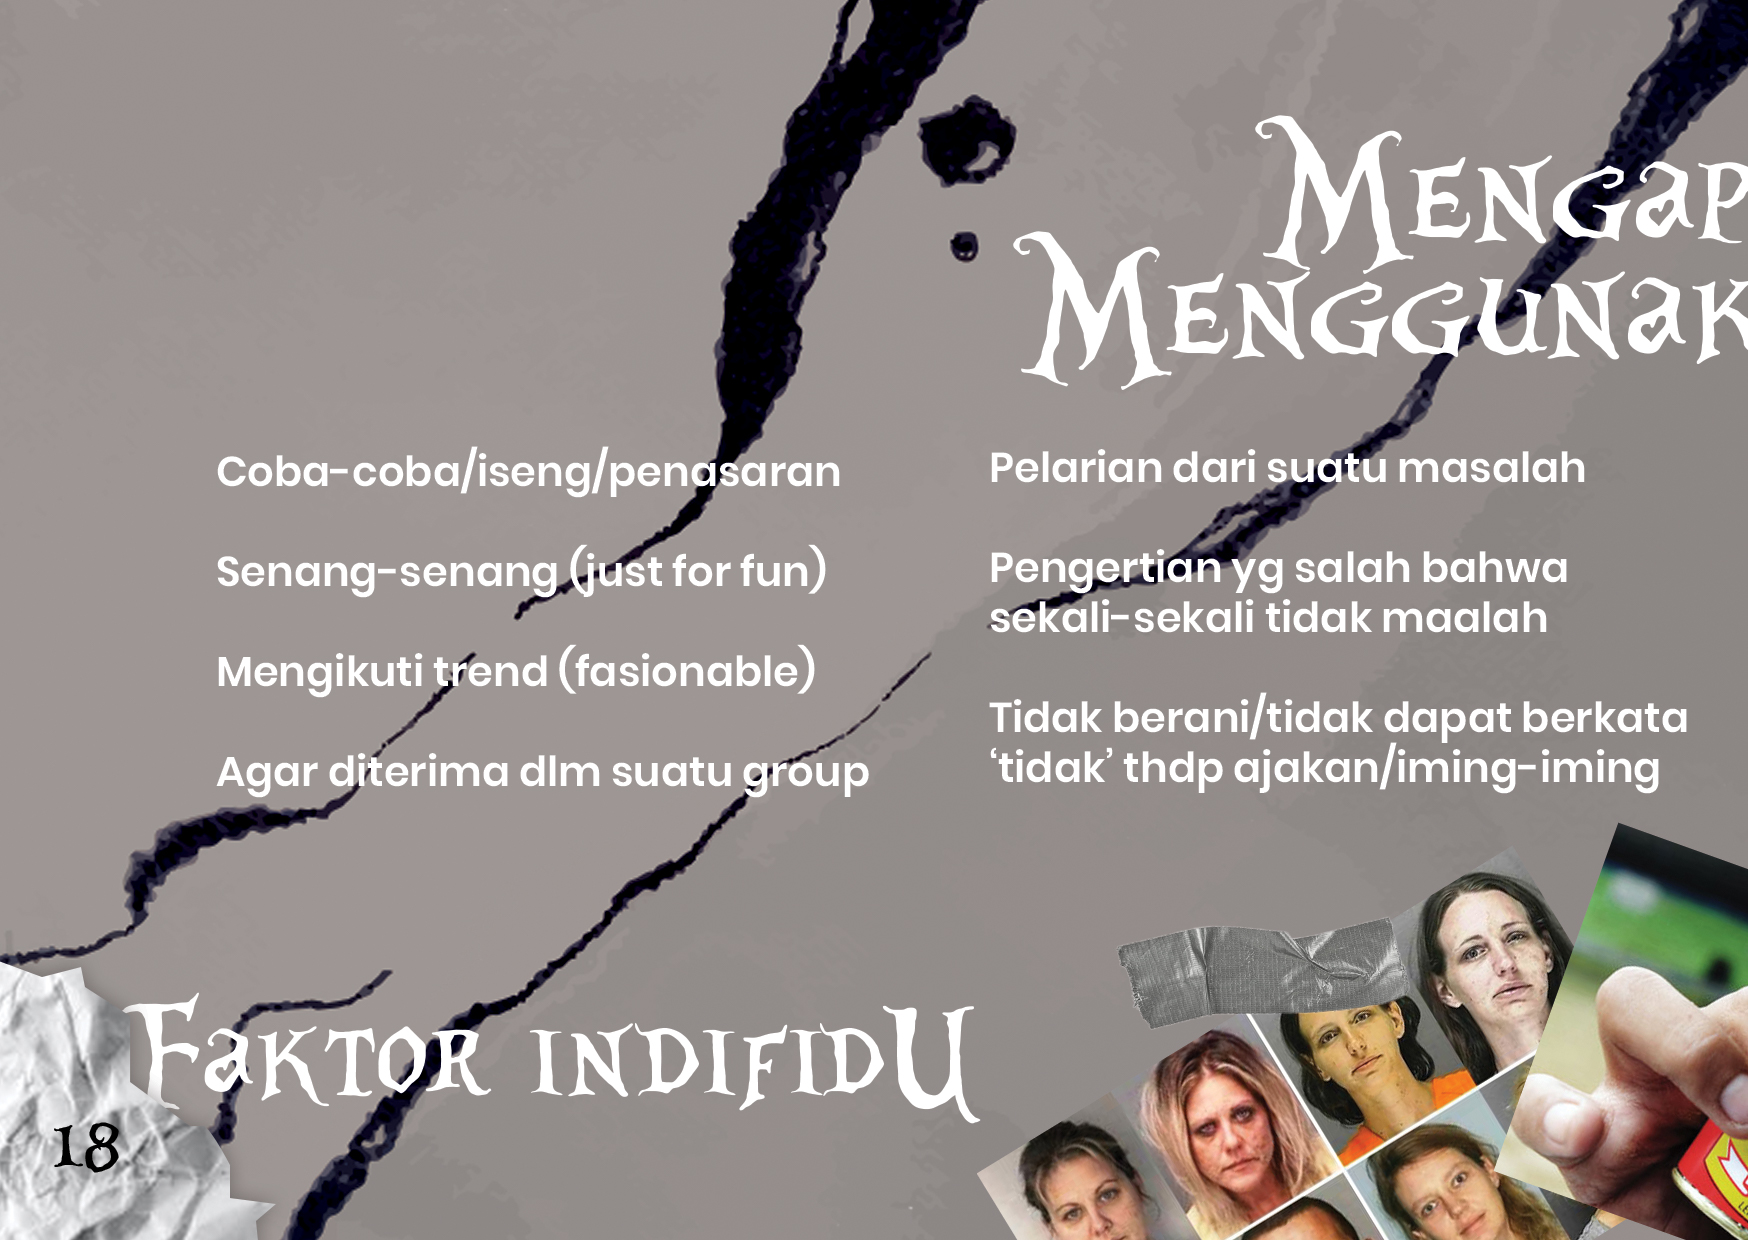 MENGAP
MENGGUNAK
Coba-coba/iseng/penasaran
Senang-senang (just for fun)
Mengikuti trend (fasionable)
Agar diterima dlm suatu group
Pelarian dari suatu masalah
Pengertian yg salah bahwa
sekali-sekali tidak maalah
Tidak berani/tidak dapat berkata
‘tidak’ thdp ajakan/iming-iming
FaKTOR INDIFIDU
18